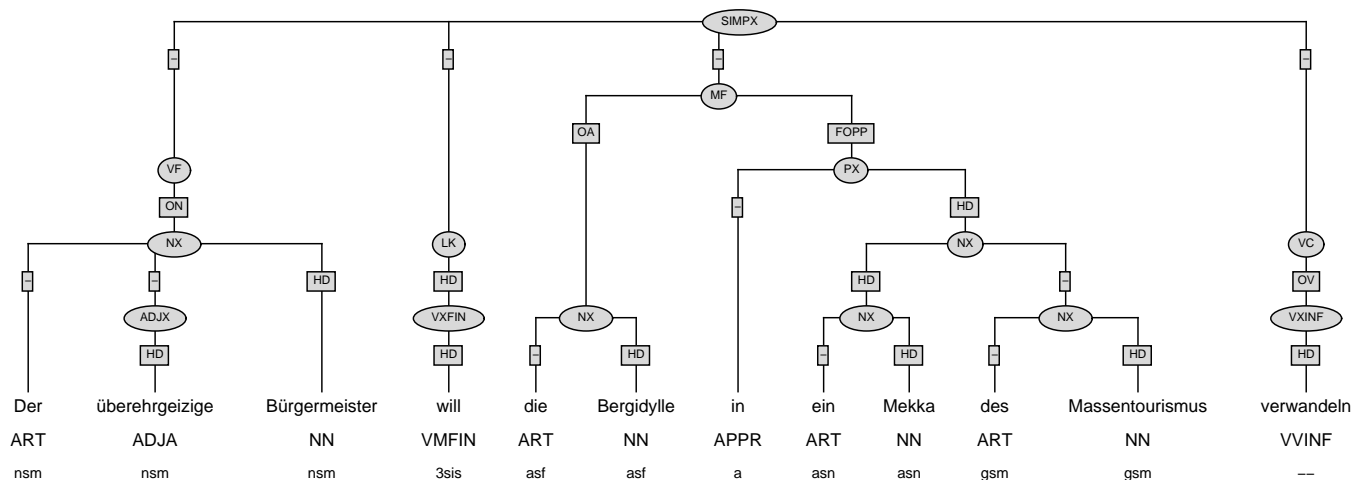 SIMPX
– – – –
MF
OA FOPP
VF PX
ON – HD
NX LK NX VC
– – HD HD HD – OV
ADJX VXFIN NX NX NX VXINF
HD HD – HD – HD – HD HD
Der überehrgeizige Bürgermeister will die Bergidylle in ein Mekka des Massentourismus verwandeln
ART ADJA NN VMFIN ART NN APPR ART NN ART NN VVINF
nsm nsm nsm 3sis asf asf a asn asn gsm gsm −−